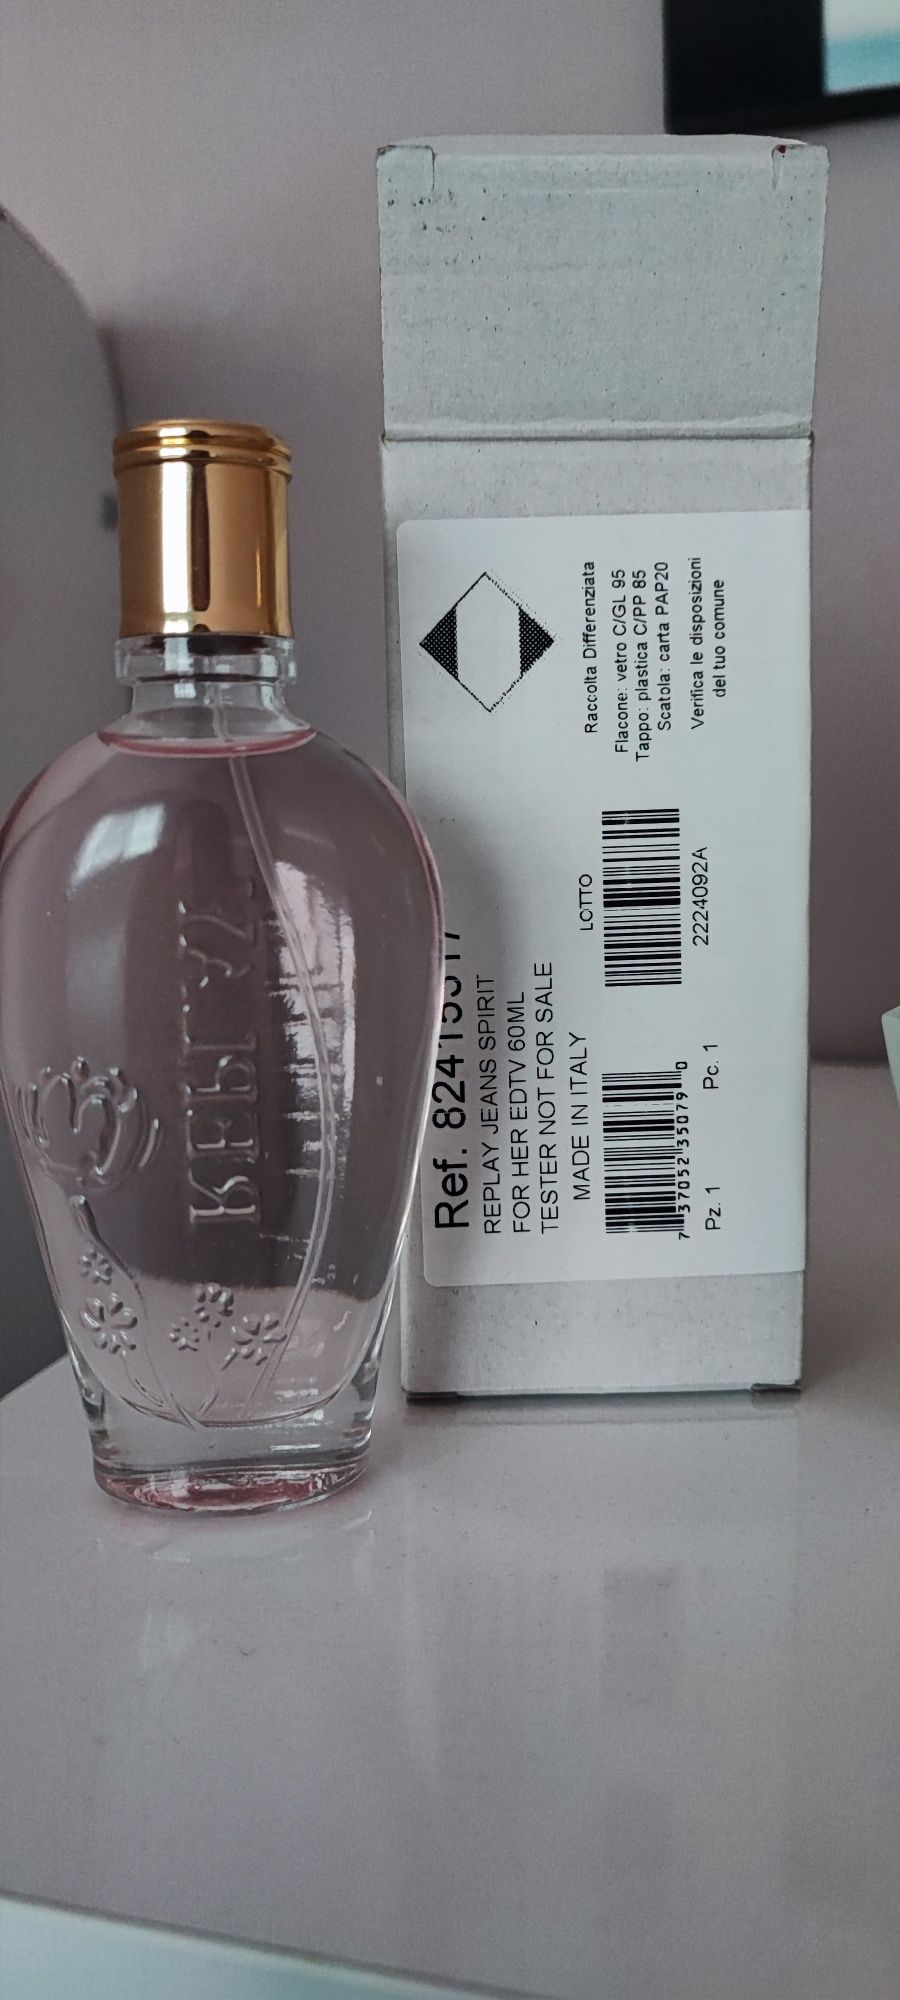 REPLAY
Ref. 82415517
REPLAY JEANS SPIRIT
FOR HER EDTV 60ML
TESTER NOT FOR SALE
MADE IN ITALY
7 37052 35079 0
Pz. 1
Pc. 1
LOTTO
2224092A
Raccolta Differenziata
Flacone: vetro C/GL 95
Tappo: plastica C/PP 85
Scatola: carta PAP20
Verifica le disposizioni
del tuo comune